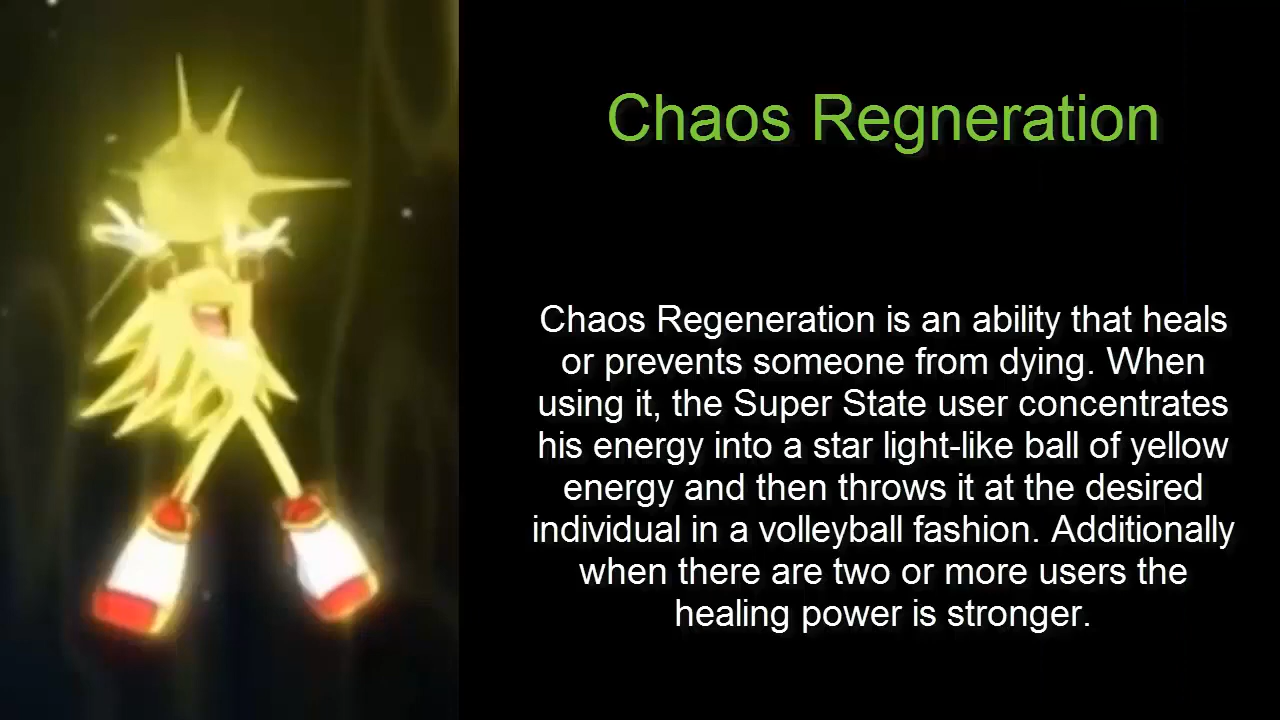 Chaos Regneration
Chaos Regeneration is an ability that heals
or prevents someone from dying. When
using it, the Super State user concentrates
his energy into a star light-like ball of yellow
energy and then throws it at the desired
individual in a volleyball fashion. Additionally
when there are two or more users the
healing power is stronger.